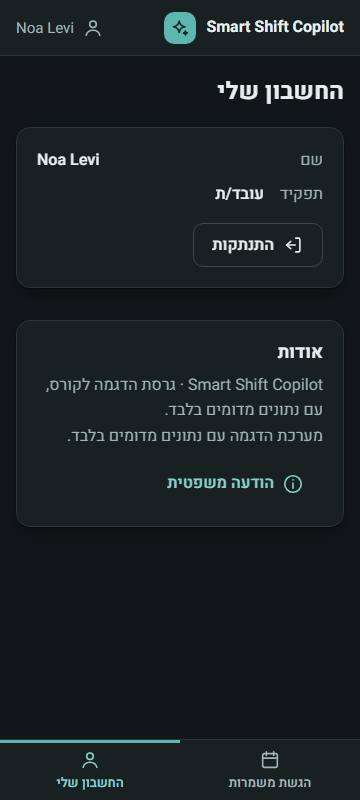 Smart Shift Copilot
Noa Levi
החשבון שלי
שם
Noa Levi
תפקיד
עובד/ת
התנתקות
אודות
Smart Shift Copilot · גרסת הדגמה לקורס,
עם נתונים מדומים בלבד.
מערכת הדגמה עם נתונים מדומים בלבד.
הודעה משפטית
הגשת משמרות
החשבון שלי